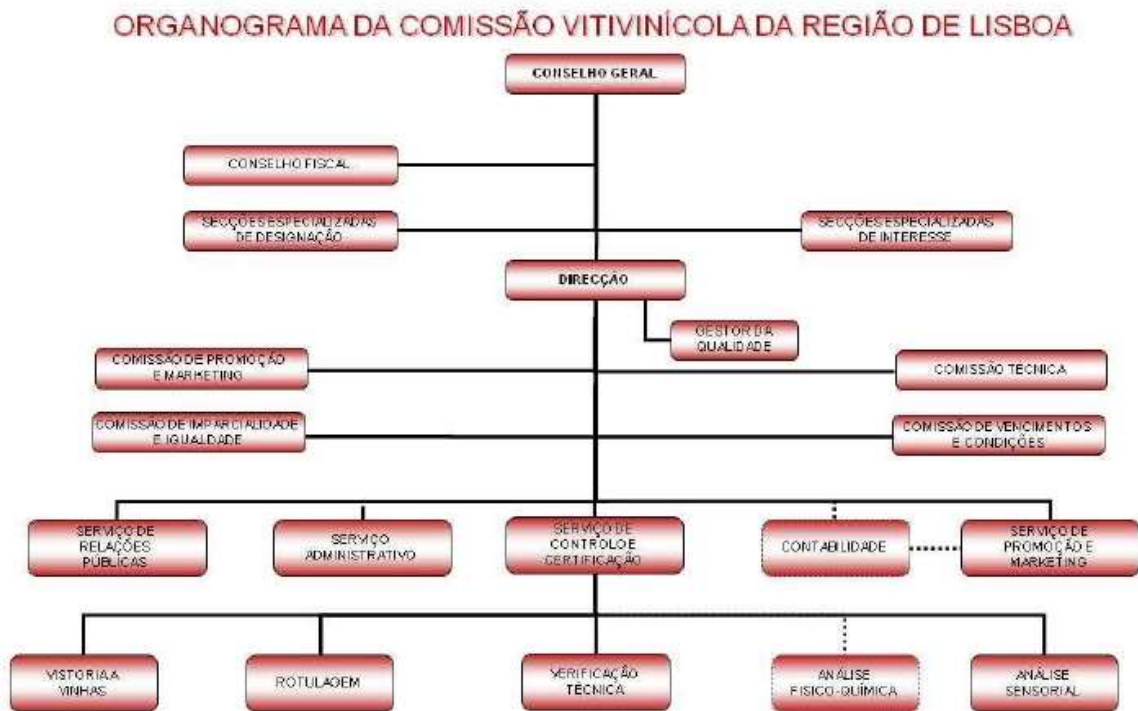 ORGANOGRAMA DA COMISSÃO VITIVINÍCOLA DA REGIÃO DE LISBOA
CONSELHO GERAL
CONSELHO FISCAL
SECÇÕES ESPECIALIZADAS
DE DESIGNAÇÃO
SECÇÕES ESPECIALIZADAS
DE INTERESSE
DIRECÇÃO
GESTOR DA
QUALIDADE
COMISSÃO DE PROMOÇÃO
E MARKETING
COMISSÃO TÉCNICA
COMISSÃO DE IMPARCIALIDADE
E IGUALDADE
COMISSÃO DE VENCIMENTOS
E CONDIÇÕES
SERVIÇO DE
RELAÇÕES
PÚBLICAS
SERVIÇO
ADMINISTRATIVO
SERVIÇO DE
CONTROLO E
CERTIFICAÇÃO
CONTABILIDADE
SERVIÇO DE
PROMOÇÃO E
MARKETING
VISTORIA A
VINHAS
ROTULAGEM
VERIFICAÇÃO
TÉCNICA
ANÁLISE
FISICO-QUÍMICA
ANÁLISE
SENSORIAL